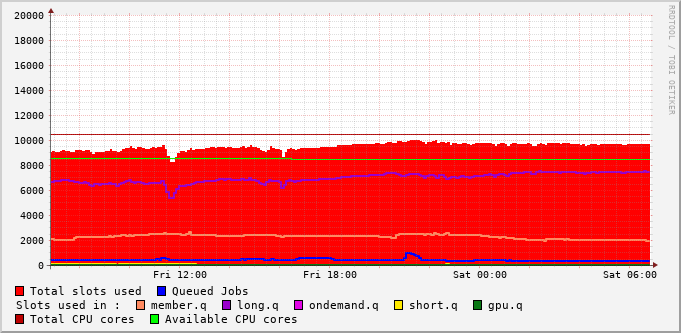 20000
18000
16000
14000
12000
10000
8000
6000
4000
2000
0
Fri 12:00 Fri 18:00 Sat 00:00 Sat 06:00
RRDTOOL / TOBI OETIKER
Total slots used Queued Jobs
Slots used in : member.q long.q ondemand.q short.q gpu.q
Total CPU cores Available CPU cores